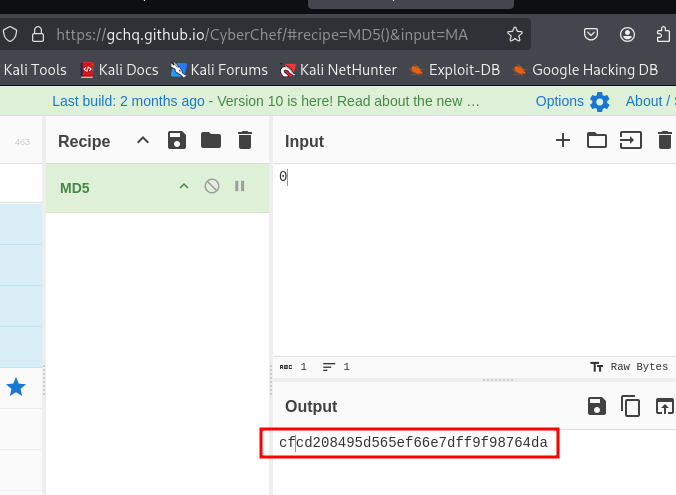 https://gchq.github.io/CyberChef/#recipe=MD5()&input=MA
Kali Tools Kali Docs Kali Forums Kali NetHunter Exploit-DB Google Hacking DB
Last build: 2 months ago - Version 10 is here! Read about the new … Options About /
463 Recipe Input
MD5
0
ABC 1 1 Tт Raw Bytes
Output
cfcd208495d565ef66e7dff9f98764da